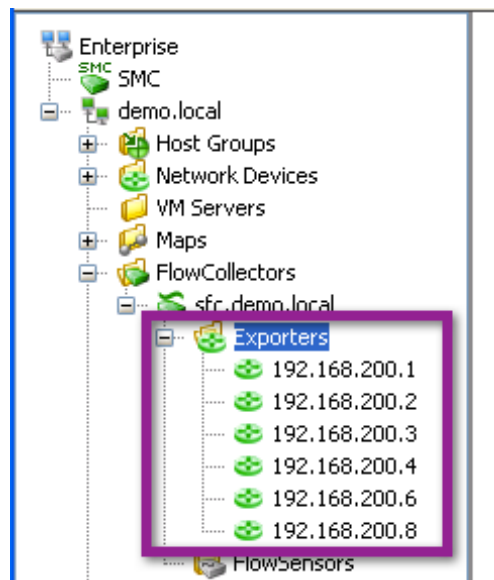 Enterprise
SMC SMC
demo.local
Host Groups
Network Devices
VM Servers
Maps
FlowCollectors
sfc.demo.local
Exporters
192.168.200.1
192.168.200.2
192.168.200.3
192.168.200.4
192.168.200.6
192.168.200.8
FlowSensors